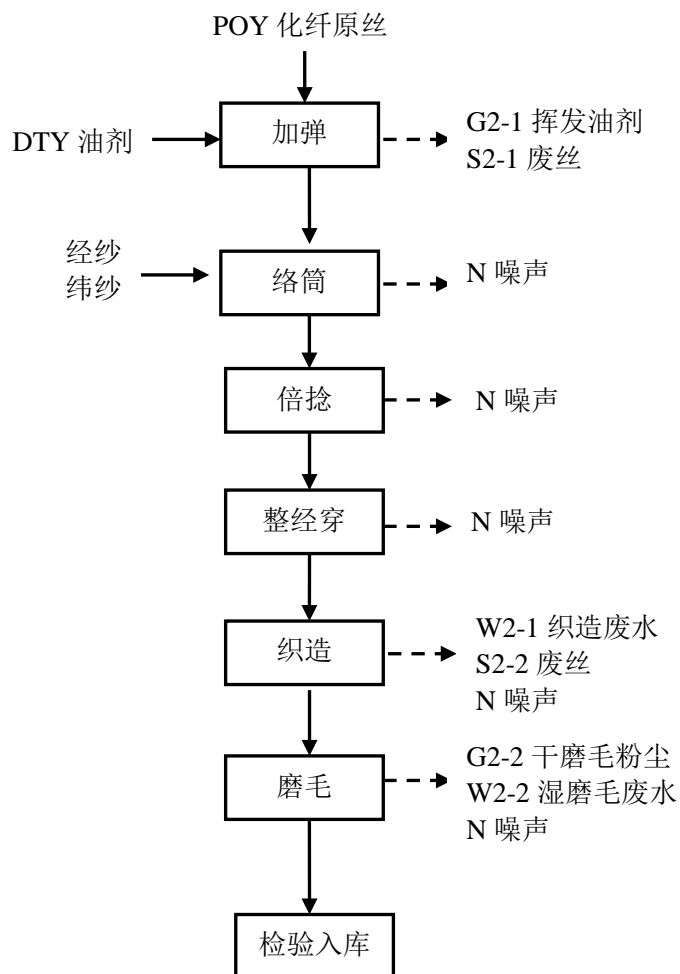 POY 化纤原丝
DTY 油剂
加弹
G2-1 挥发油剂
S2-1 废丝
经纱
纬纱
络筒
N 噪声
倍捻
N 噪声
整经穿
N 噪声
织造
W2-1 织造废水
S2-2 废丝
N 噪声
磨毛
G2-2 干磨毛粉尘
W2-2 湿磨毛废水
N 噪声
检验入库